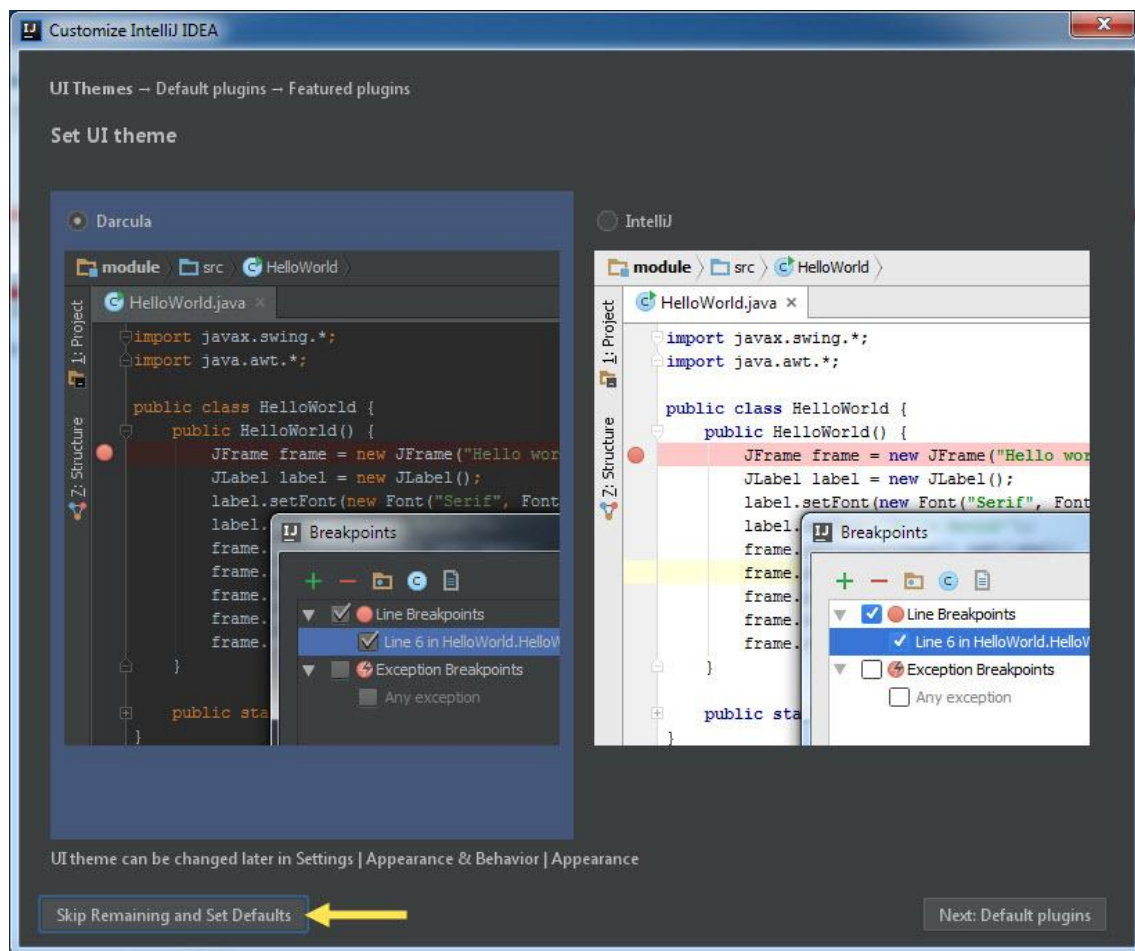 IJ Customize IntelliJ IDEA
UI Themes → Default plugins → Featured plugins
Set UI theme
Darcula
module src HelloWorld
HelloWorld.java ×
1: Project
7: Structure
import javax.swing.*;
import java.awt.*;
public class HelloWorld {
public HelloWorld() {
JFrame frame = new JFrame("Hello wor
JLabel label = new JLabel();
label.setFont(new Font("Serif", Font
label.
frame.
frame.
frame.
frame.
frame.
}
public sta
}
IJ Breakpoints
Line Breakpoints
Line 6 in HelloWorld.HelloW
Exception Breakpoints
Any exception
IntelliJ
module src HelloWorld
HelloWorld.java ×
1: Project
7: Structure
import javax.swing.*;
import java.awt.*;
public class HelloWorld {
public HelloWorld() {
JFrame frame = new JFrame("Hello wor
JLabel label = new JLabel();
label.setFont(new Font("Serif", Font
label.
frame.
frame.
frame.
frame.
frame.
}
public sta
}
IJ Breakpoints
Line Breakpoints
Line 6 in HelloWorld.HelloW
Exception Breakpoints
Any exception
UI theme can be changed later in Settings | Appearance & Behavior | Appearance
Skip Remaining and Set Defaults
Next: Default plugins